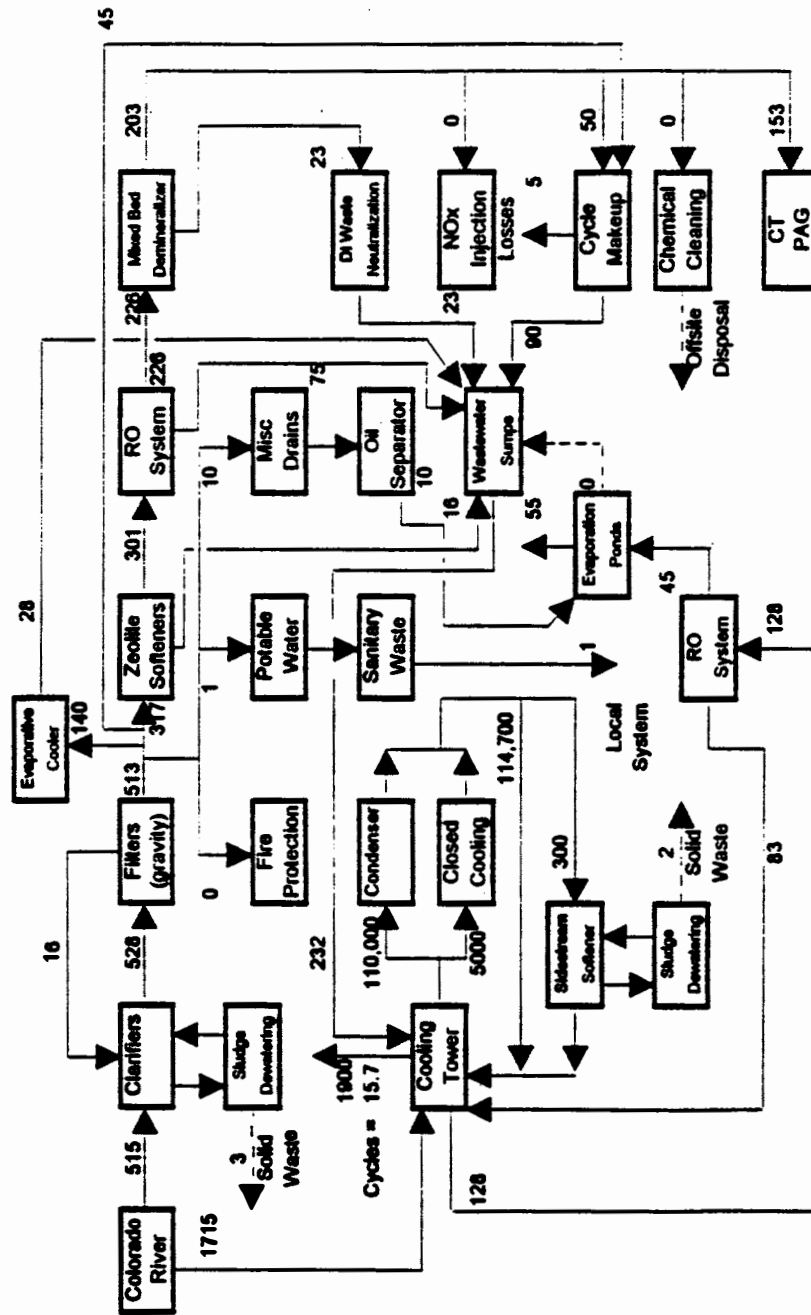 Colorado
River
515
1715
Clarifiers
16
528
Sludge
Dewatering
3
Solid
Waste
Filters
(gravity)
513
Evaporative
Cooler
140
28
317
Zeolite
Softeners
301
RO
System
226
226
Mixed Bed
Demineralizer
203
45
0
Fire
Protection
1
Potable
Water
Sanitary
Waste
1
Local
System
10
Misc
Drains
75
Oil
Separator
10
16
Wastewater
Sumps
23
DI Waste
Neutralization
23
0
NOx
Injection
Losses
5
50
Cycle
Makeup
90
0
Chemical
Cleaning
Offsite
Disposal
153
CT
PAG
232
1900
Cycles = 15.7
Cooling
Tower
128
110,000
5000
Condenser
Closed
Cooling
114,700
300
Sidestream
Softener
Sludge
Dewatering
2
Solid
Waste
55
Evaporation
Ponds
0
45
RO
System
128
83